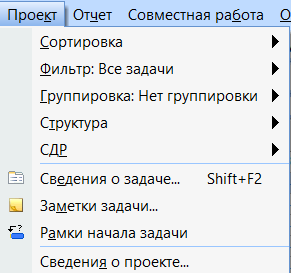 Проект Отчет Совместная работа О
Сортировка
Фильтр: Все задачи
Группировка: Нет группировки
Структура
СДР
Сведения о задаче... Shift+F2
Заметки задачи...
Рамки начала задачи
Сведения о проекте...